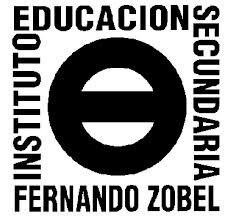 INSTITUTO
EDUCACION
SECUNDARIA
FERNANDO ZOBEL